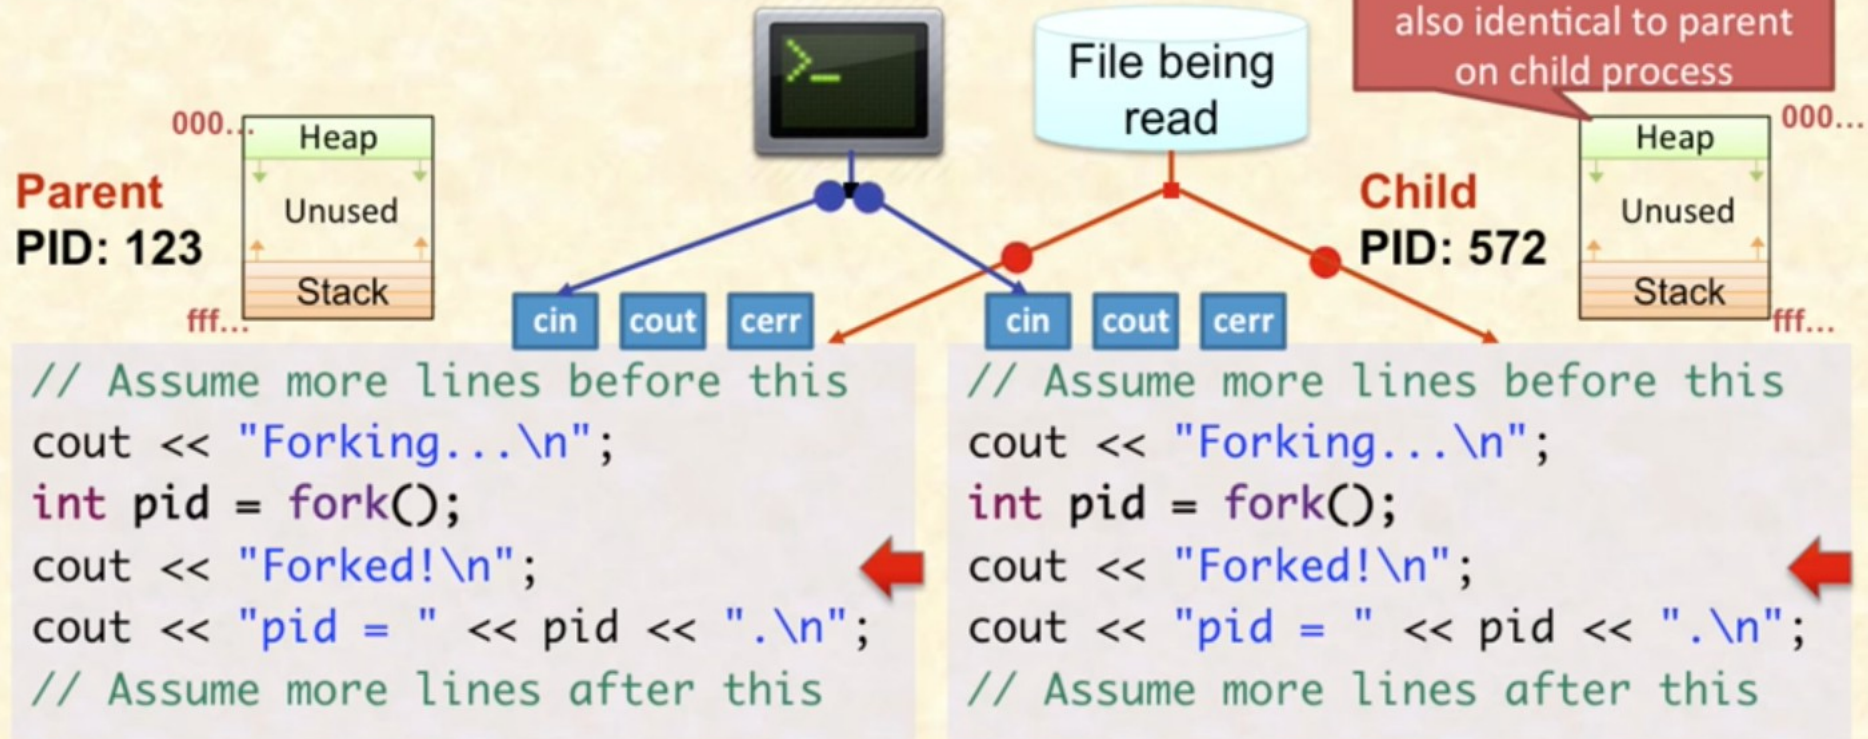 also identical to parent
on child process
>_
File being
read
000...
Heap
Unused
Stack
fff...
Parent
PID: 123
Child
PID: 572
000...
Heap
Unused
Stack
fff...
cin cout cerr
cin cout cerr
// Assume more lines before this
cout << "Forking...\n";
int pid = fork();
cout << "Forked!\n";
cout << "pid = " << pid << ".\n";
// Assume more lines after this
// Assume more lines before this
cout << "Forking...\n";
int pid = fork();
cout << "Forked!\n";
cout << "pid = " << pid << ".\n";
// Assume more lines after this